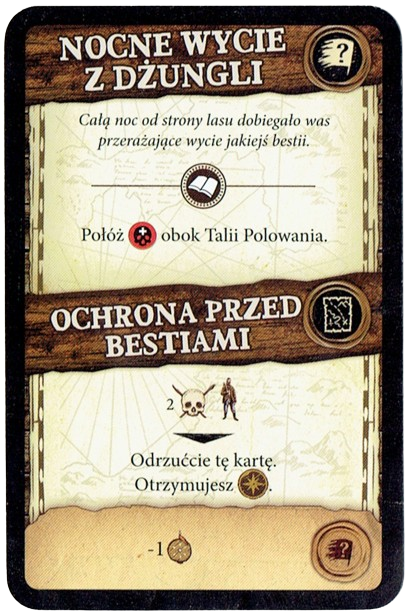 NOCNE WYCIE
Z DŻUNGLI
?
Całą noc od strony lasu dobiegało was
przerażające wycie jakiejś bestii.
Połóż obok Talii Polowania.
OCHRONA PRZED
BESTIAMI
2
Odrzućcie tę kartę.
Otrzymujesz .
-1
?